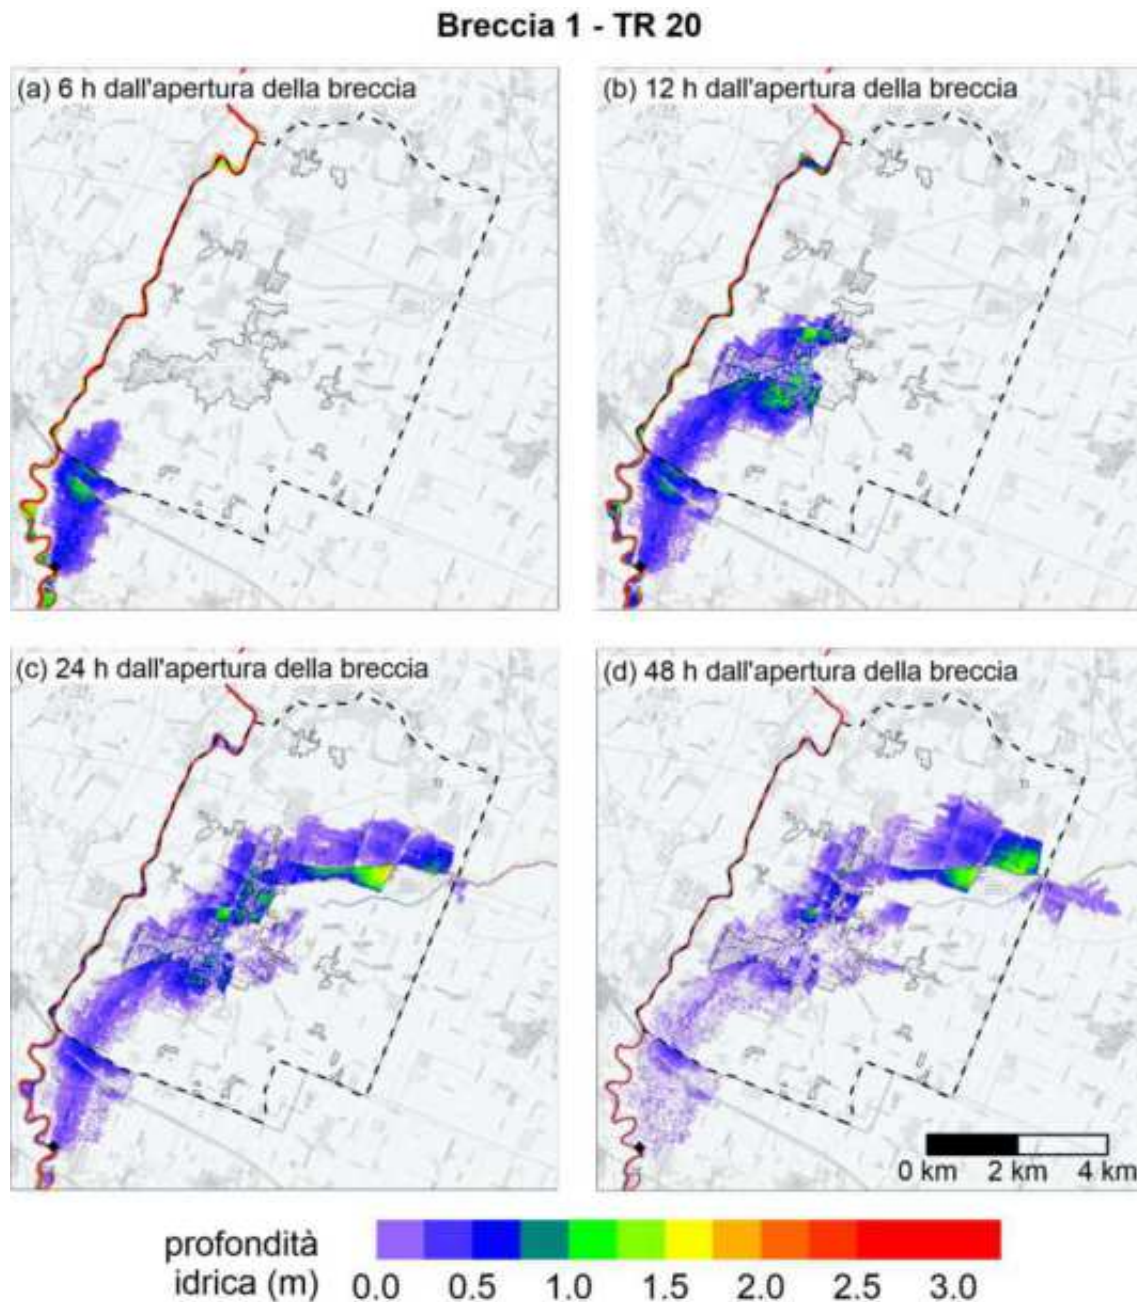 Breccia 1 - TR 20
(a) 6 h dall'apertura della breccia
(b) 12 h dall'apertura della breccia
(c) 24 h dall'apertura della breccia
(d) 48 h dall'apertura della breccia
0 km 2 km 4 km
profondità
idrica (m)
0.0 0.5 1.0 1.5 2.0 2.5 3.0